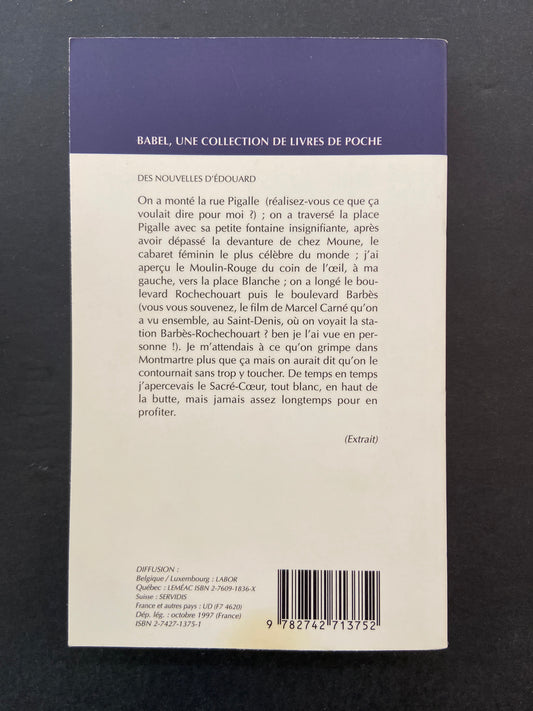 BABEL, UNE COLLECTION DE LIVRES DE POCHE
DES NOUVELLES D'ÉDOUARD
On a monté la rue Pigalle (réalisez-vous ce que ça
voulait dire pour moi ?) ; on a traversé la place
Pigalle avec sa petite fontaine insignifiante, après
avoir dépassé la devanture de chez Moune, le
cabaret féminin le plus célèbre du monde ; j'ai
aperçu le Moulin-Rouge du coin de l'œil, à ma
gauche, vers la place Blanche ; on a longé le bou-
levard Rochechouart puis le boulevard Barbès
(vous vous souvenez, le film de Marcel Carné qu'on
a vu ensemble, au Saint-Denis, où on voyait la sta-
tion Barbès-Rochechouart ? ben je l'ai vue en per-
sonne !). Je m'attendais à ce qu'on grimpe dans
Montmartre plus que ça mais on aurait dit qu'on le
contournait sans trop y toucher. De temps en temps
j'apercevais le Sacré-Cœur, tout blanc, en haut de
la butte, mais jamais assez longtemps pour en
profiter.
(Extrait)
DIFFUSION :
Belgique / Luxembourg : LABOR
Québec : LEMÉAC ISBN 2-7609-1836-X
Suisse : SERVIDIS
France et autres pays : UD (F7 4620)
Dép. lég. : octobre 1997 (France)
ISBN 2-7427-1375-1
9 782742 713752